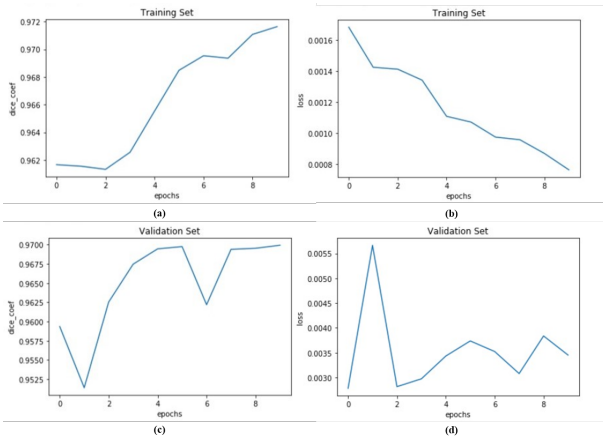 Training Set
dice_coef
0.972
0.970
0.968
0.966
0.964
0.962
0 2 4 6 8
epochs
(a)
Training Set
loss
0.0016
0.0014
0.0012
0.0010
0.0008
0 2 4 6 8
epochs
(b)
Validation Set
dice_coef
0.9700
0.9675
0.9650
0.9625
0.9600
0.9575
0.9550
0.9525
0 2 4 6 8
epochs
(c)
Validation Set
loss
0.0055
0.0050
0.0045
0.0040
0.0035
0.0030
0 2 4 6 8
epochs
(d)